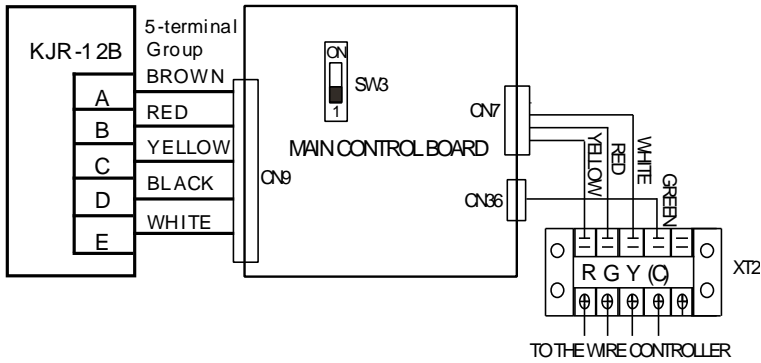 5-terminal
Group
KJR-12B
A
B
C
D
E
BROWN
RED
YELLOW
BLACK
WHITE
CN9
ON
1
SW3
MAIN CONTROL BOARD
CN7
CN36
YELLOW
RED
WHITE
GREEN
R G Y (C)
XT2
TO THE WIRE CONTROLLER